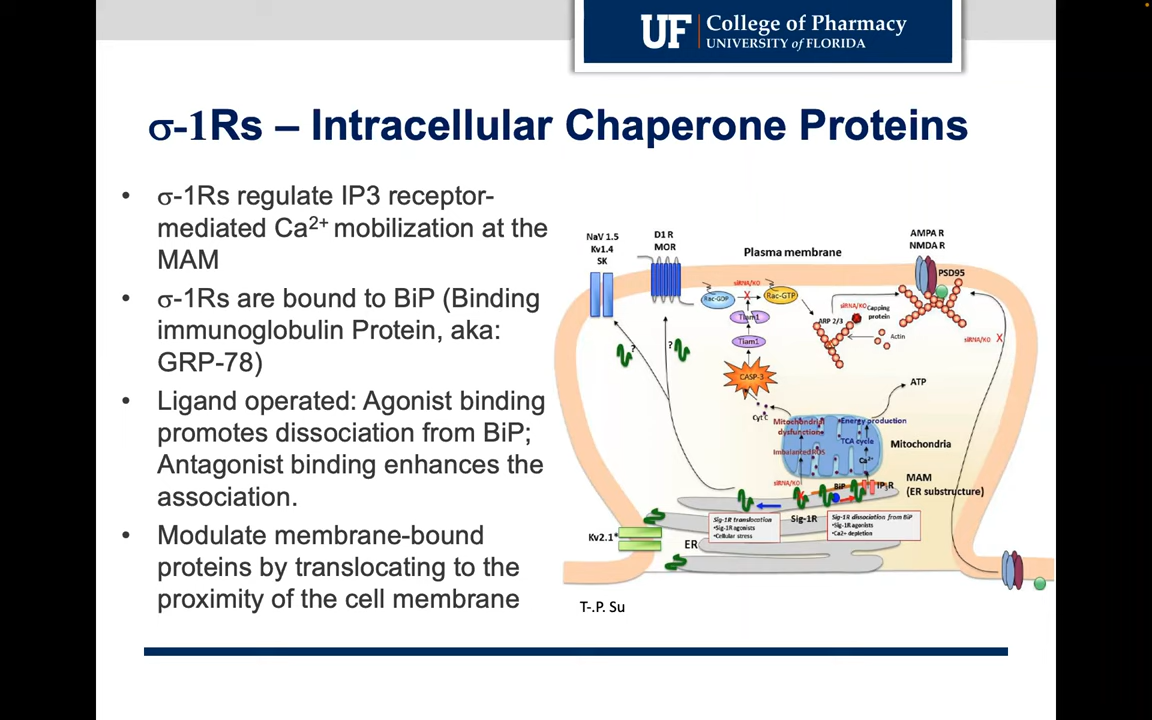 UF College of Pharmacy
UNIVERSITY of FLORIDA
σ-1Rs – Intracellular Chaperone Proteins
• σ-1Rs regulate IP3 receptor-
mediated Ca2+ mobilization at the
MAM
• σ-1Rs are bound to BiP (Binding
immunoglobulin Protein, aka:
GRP-78)
• Ligand operated: Agonist binding
promotes dissociation from BiP;
Antagonist binding enhances the
association.
• Modulate membrane-bound
proteins by translocating to the
proximity of the cell membrane
NaV 1.5
Kv1.4
SK
D1 R
MOR
Plasma membrane
AMPA R
NMDA R
PSD95
siRNA/KO
Rac-GDP
X
Rac-GTP
Tiam1
siRNA/KO
Capping
protein
ARP 2/3
Actin
siRNA/KO X
?
?
Tiam1
CASP-3
Cyt C
ATP
Mitochondrial
dysfunction
Energy production
TCA cycle
Mitochondria
Imbalanced ROS
Ca2+
siRNA/KO
X
BiP
IP3R
MAM
(ER substructure)
Sig-1R translocation
•Sig-1R agonists
•Cellular stress
Sig-1R
Sig-1R dissociation from BiP
•Sig-1R agonists
•Ca2+ depletion
Kv2.1*
ER
T-.P. Su